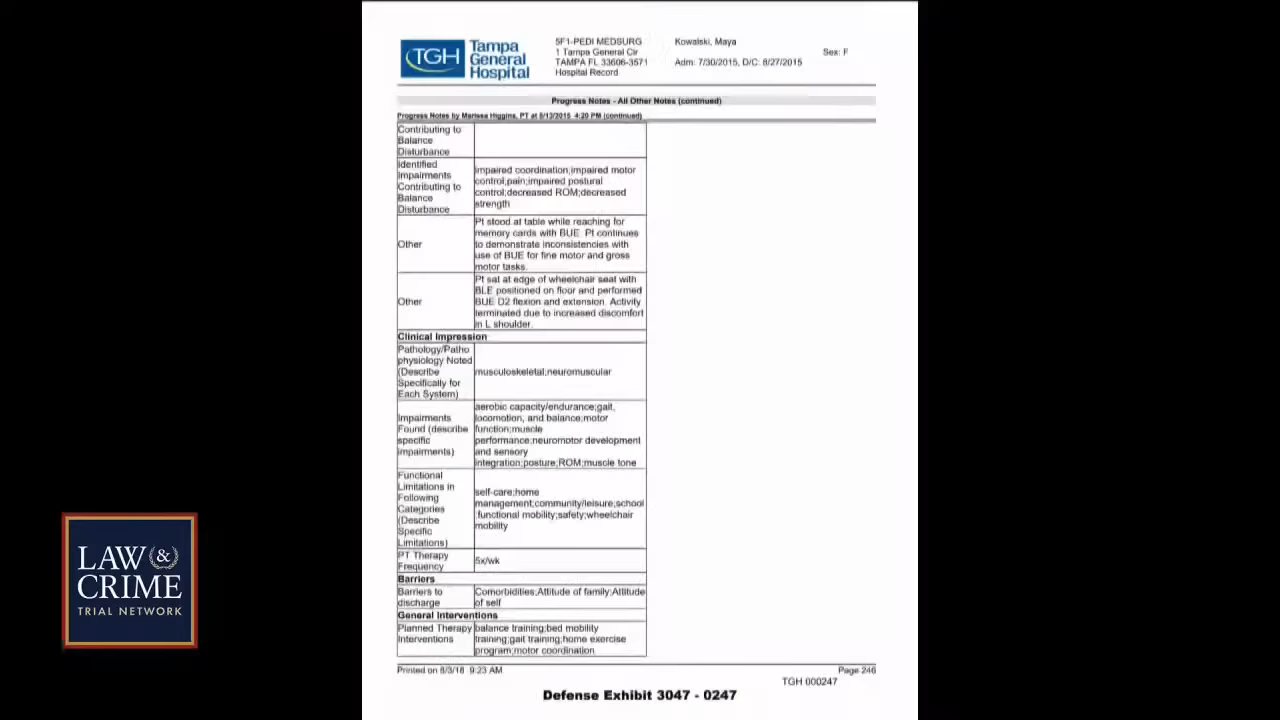 TGH Tampa
General
Hospital
5F1-PEDI MEDSURG
1 Tampa General Cir
TAMPA FL 33606-3571
Hospital Record
Kowalski, Maya
Adm: 7/30/2015, D/C: 8/27/2015
Sex: F
Progress Notes - All Other Notes (continued)
Progress Notes by Marissa Higgins, PT at 8/13/2015 4:20 PM (continued)
Contributing to
Balance
Disturbance
Identified
Impairments
Contributing to
Balance
Disturbance
impaired coordination;impaired motor
control;pain;impaired postural
control;decreased ROM;decreased
strength
Other
Pt stood at table while reaching for
memory cards with BUE. Pt continues
to demonstrate inconsistencies with
use of BUE for fine motor and gross
motor tasks.
Other
Pt sat at edge of wheelchair seat with
BLE positioned on floor and performed
BUE D2 flexion and extension. Activity
terminated due to increased discomfort
in L shoulder.
Clinical Impression
Pathology/Patho
physiology Noted
(Describe
Specifically for
Each System)
musculoskeletal;neuromuscular
Impairments
Found (describe
specific
impairments)
aerobic capacity/endurance;gait,
locomotion, and balance;motor
function;muscle
performance;neuromotor development
and sensory
integration;posture;ROM;muscle tone
Functional
Limitations in
Following
Categories
(Describe
Specific
Limitations)
self-care;home
management;community/leisure;school
;functional mobility;safety;wheelchair
mobility
PT Therapy
Frequency
5x/wk
Barriers
Barriers to
discharge
Comorbidities;Attitude of family;Attitude
of self
General Interventions
Planned Therapy
Interventions
balance training;bed mobility
training;gait training;home exercise
program;motor coordination
Printed on 8/3/18 9:23 AM
Page 246
TGH 000247
Defense Exhibit 3047 - 0247
LAW &
CRIME
TRIAL NETWORK